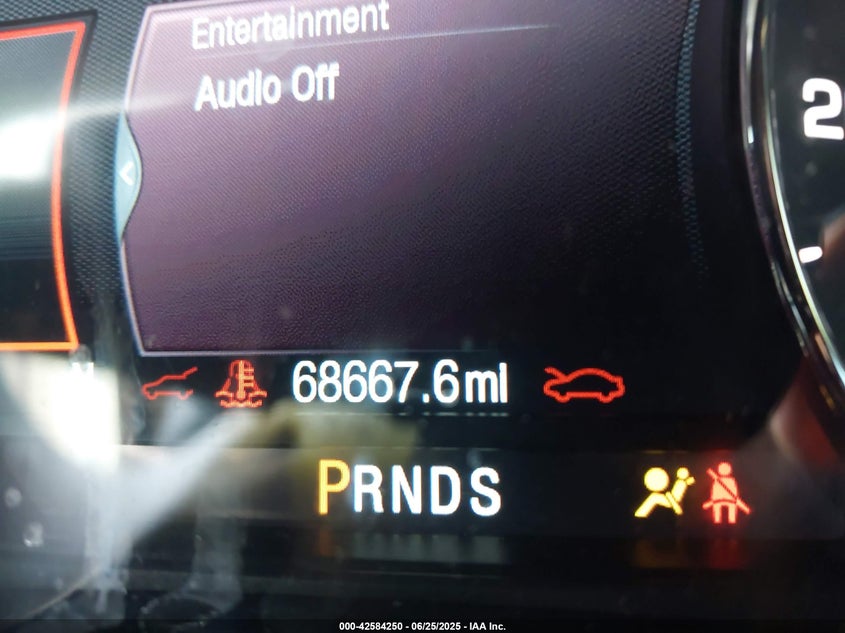 Entertainment
Audio Off
2
68667.6mi
PRNDS
000-42584250 - 06/25/2025 - IAA Inc.